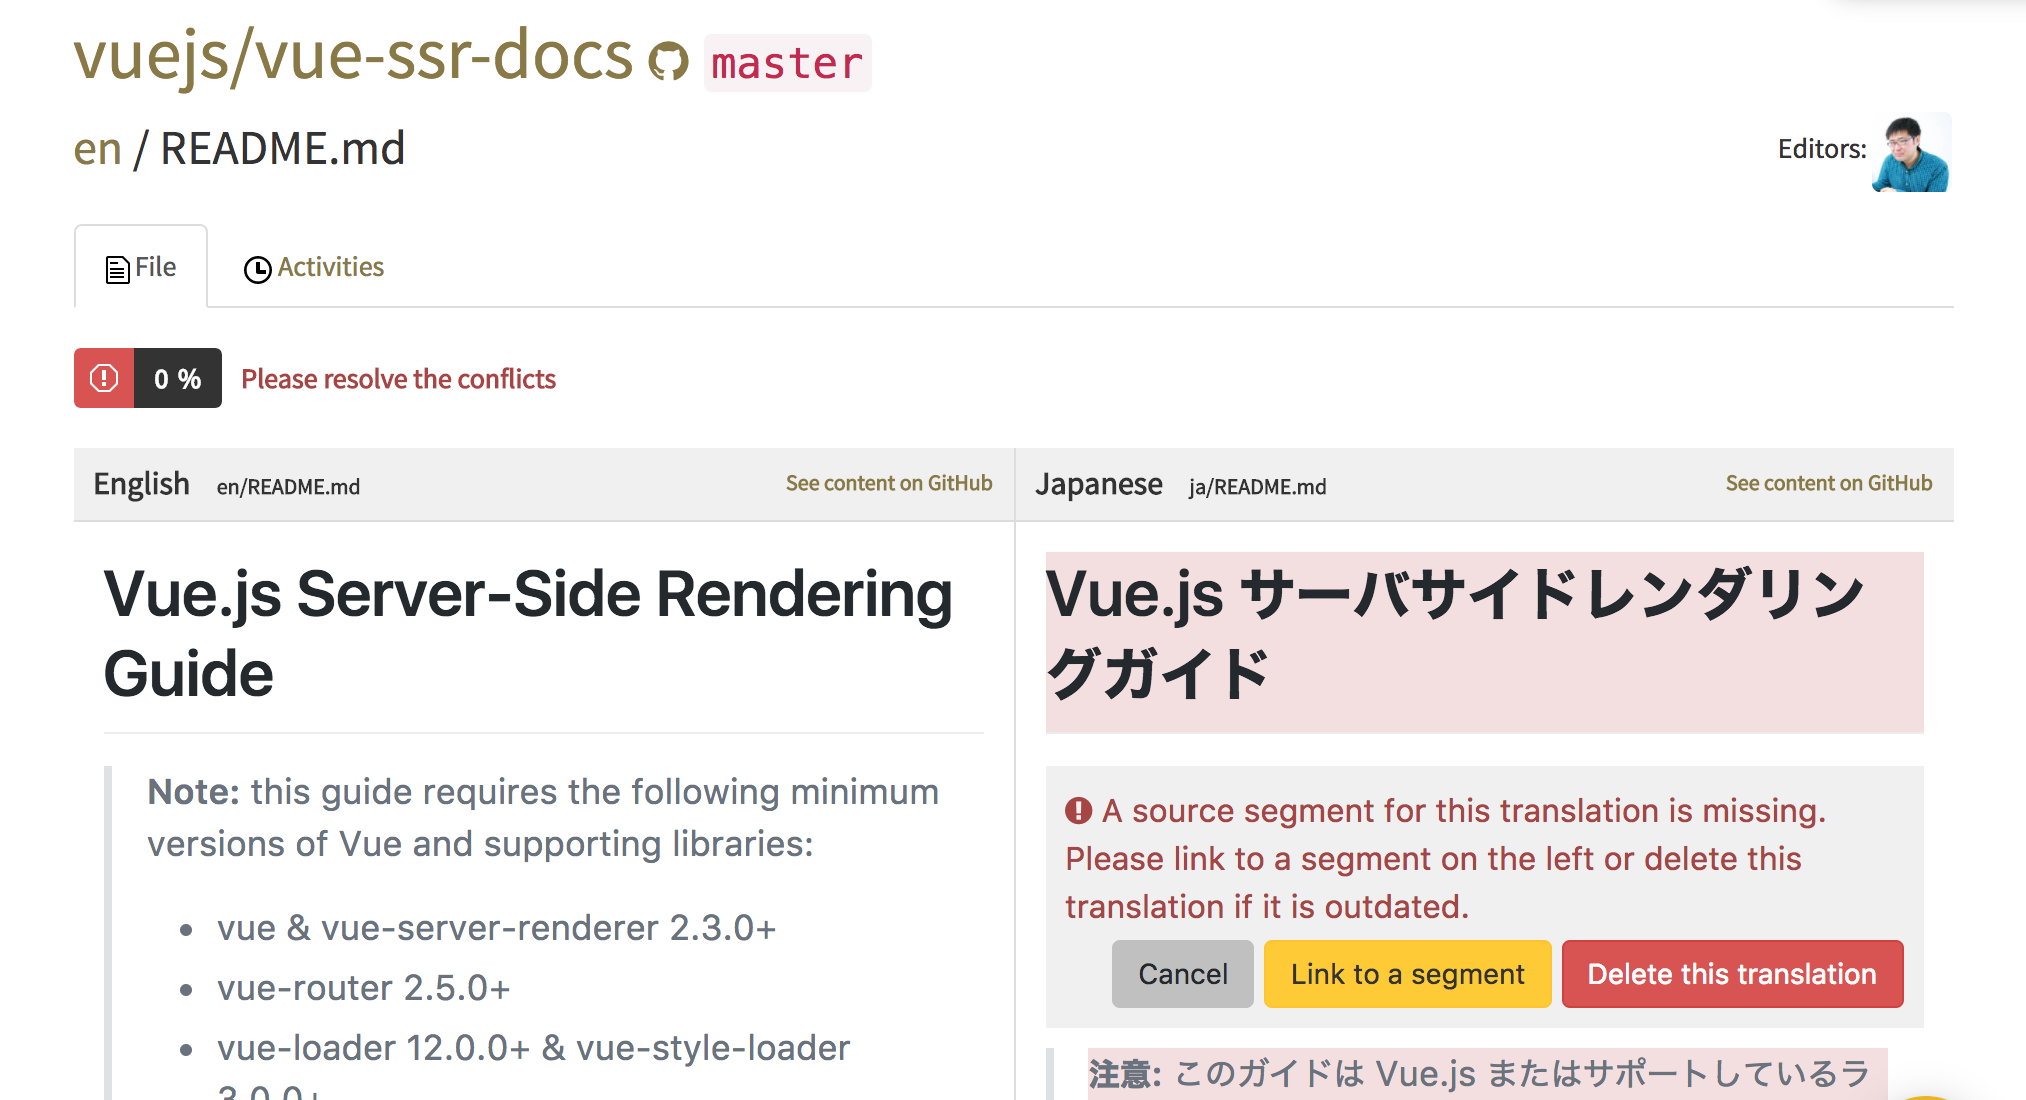 vuejs/vue-ssr-docs master
en / README.md
Editors:
File
Activities
0 %
Please resolve the conflicts
English en/README.md See content on GitHub
Japanese ja/README.md See content on GitHub
Vue.js Server-Side Rendering
Guide
Note: this guide requires the following minimum
versions of Vue and supporting libraries:
vue & vue-server-renderer 2.3.0+
vue-router 2.5.0+
vue-loader 12.0.0+ & vue-style-loader
3.0.0+
Vue.js サーバサイドレンダリン
グガイド
A source segment for this translation is missing.
Please link to a segment on the left or delete this
translation if it is outdated.
Cancel
Link to a segment
Delete this translation
注意: このガイドは Vue.js またはサポートしているラ